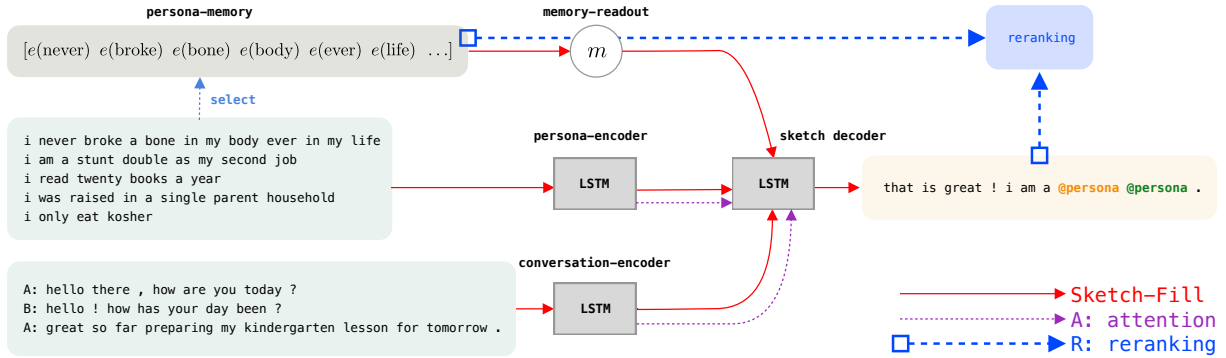 persona-memory
memory-readout
[e(never) e(broke) e(bone) e(body) e(ever) e(life) ...]
m
reranking
select
i never broke a bone in my body ever in my life
i am a stunt double as my second job
i read twenty books a year
i was raised in a single parent household
i only eat kosher
persona-encoder
LSTM
sketch decoder
LSTM
that is great ! i am a @persona @persona .
conversation-encoder
LSTM
A: hello there , how are you today ?
B: hello ! how has your day been ?
A: great so far preparing my kindergarten lesson for tomorrow .
Sketch-Fill
A: attention
R: reranking